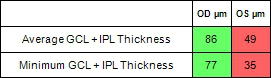 OD μm OS μm
Average GCL + IPL Thickness 86 49
Minimum GCL + IPL Thickness 77 35